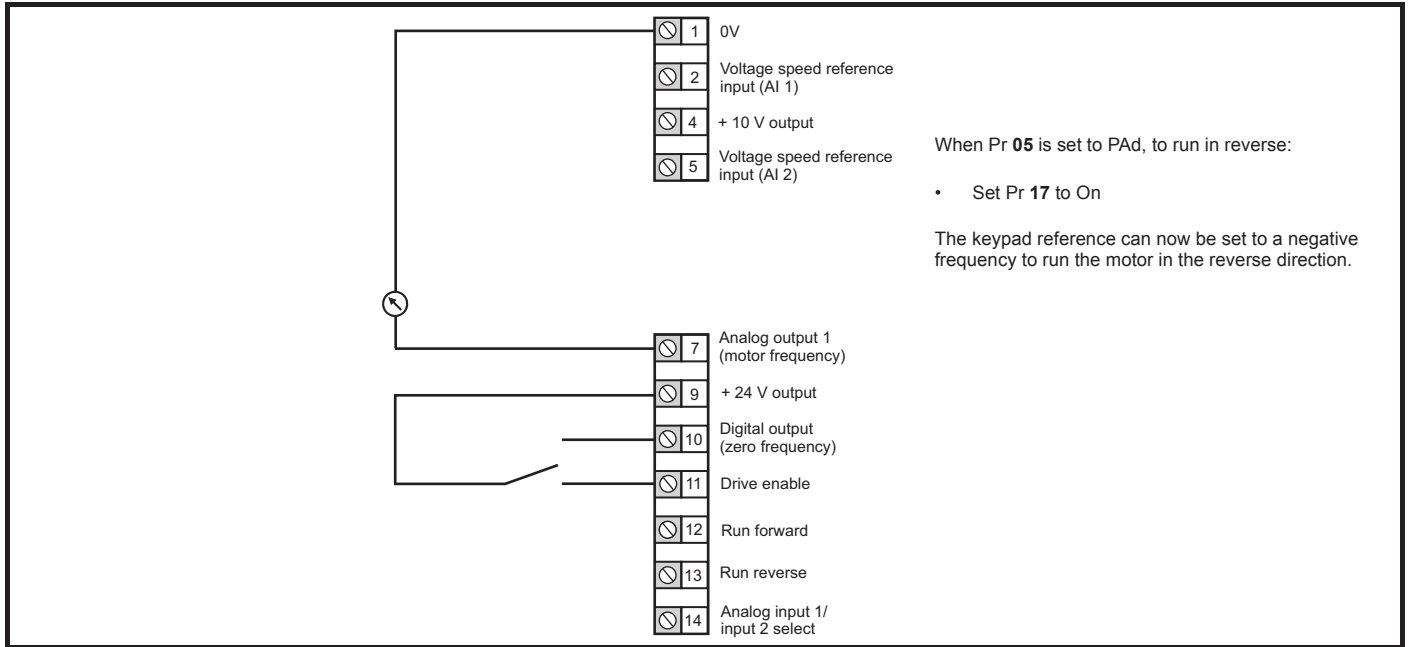 1 0V
2 Voltage speed reference
input (AI 1)
4 + 10 V output
5 Voltage speed reference
input (AI 2)
When Pr 05 is set to PAd, to run in reverse:
• Set Pr 17 to On
The keypad reference can now be set to a negative
frequency to run the motor in the reverse direction.
7 Analog output 1
(motor frequency)
9 + 24 V output
10 Digital output
(zero frequency)
11 Drive enable
12 Run forward
13 Run reverse
14 Analog input 1/
input 2 select